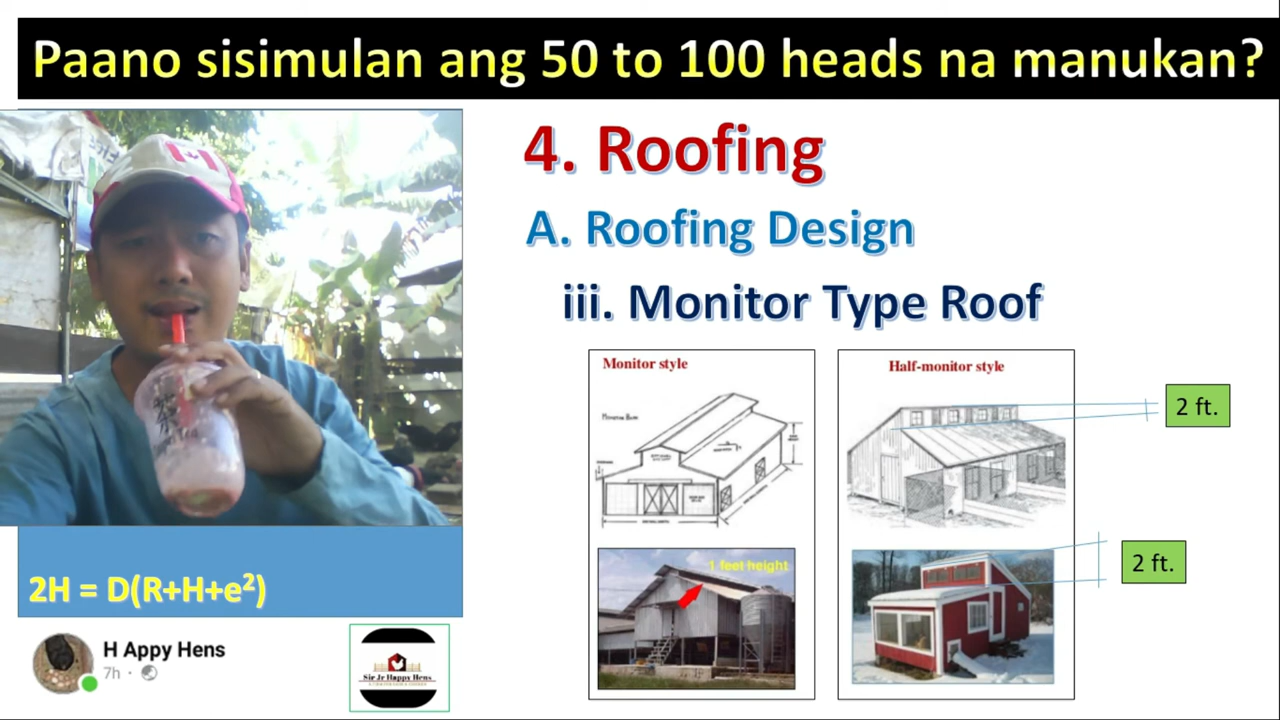 Paano sisimulan ang 50 to 100 heads na manukan?
4. Roofing
A. Roofing Design
iii. Monitor Type Roof
Monitor style
Half-monitor style
2 ft.
1 feet height
2 ft.
2H = D(R+H+e²)
H Appy Hens
7h ·
Sir Jr Happy Hens